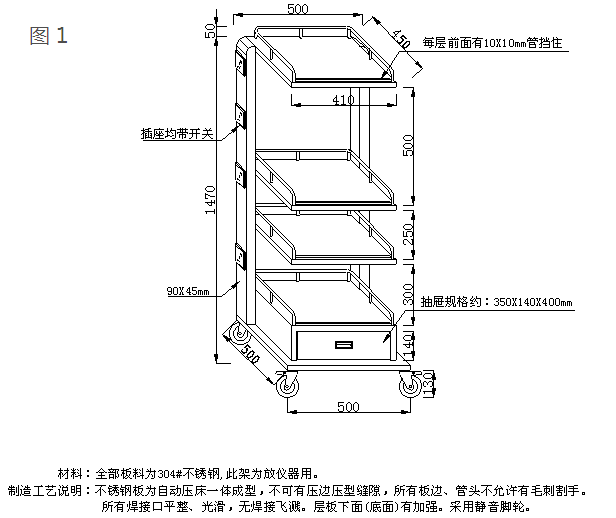 图 1
500
50
450
每层前面有10X10mm管挡住
410
插座均带开关
500
1470
250
90X45mm
300
抽屉规格约：350X140X400mm
140
500
130
500
材料：全部板料为304#不锈钢,此架为放仪器用。
制造工艺说明：不锈钢板为自动压床一体成型，不可有压边压型缝隙，所有板边、管头不允许有毛刺割手。
所有焊接口平整、光滑，无焊接飞溅。层板下面(底面)有加强。采用静音脚轮。